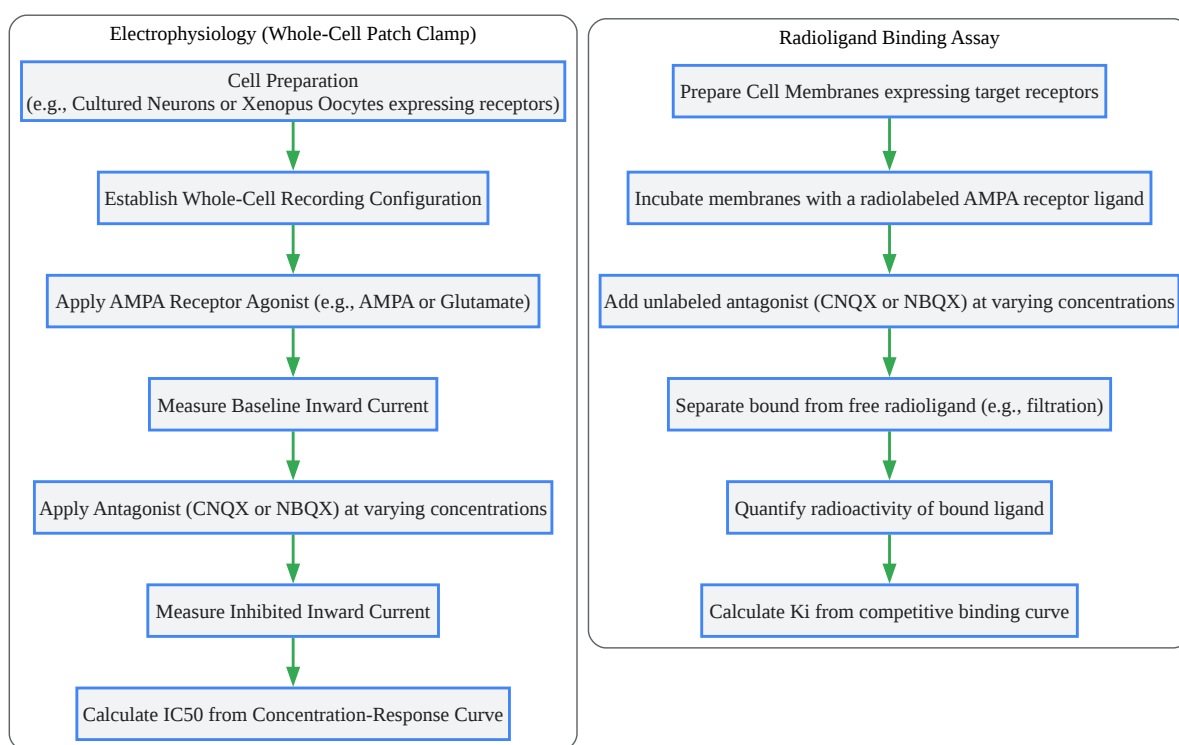 Electrophysiology (Whole-Cell Patch Clamp)
Cell Preparation
(e.g., Cultured Neurons or Xenopus Oocytes expressing receptors)
Establish Whole-Cell Recording Configuration
Apply AMPA Receptor Agonist (e.g., AMPA or Glutamate)
Measure Baseline Inward Current
Apply Antagonist (CNQX or NBQX) at varying concentrations
Measure Inhibited Inward Current
Calculate IC50 from Concentration-Response Curve
Radioligand Binding Assay
Prepare Cell Membranes expressing target receptors
Incubate membranes with a radiolabeled AMPA receptor ligand
Add unlabeled antagonist (CNQX or NBQX) at varying concentrations
Separate bound from free radioligand (e.g., filtration)
Quantify radioactivity of bound ligand
Calculate Ki from competitive binding curve